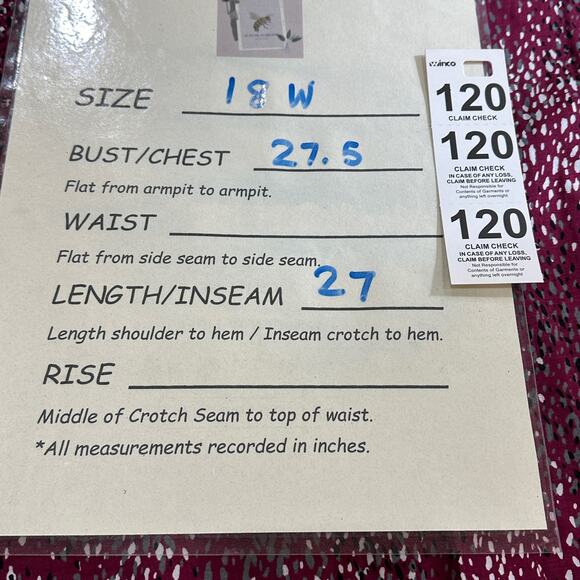 SIZE 18 W
BUST/CHEST 27.5
Flat from armpit to armpit.
WAIST
Flat from side seam to side seam.
LENGTH/INSEAM 27
Length shoulder to hem / Inseam crotch to hem.
RISE
Middle of Crotch Seam to top of waist.
*All measurements recorded in inches.
Winco
120
CLAIM CHECK
120
CLAIM CHECK
IN CASE OF ANY LOSS,
CLAIM BEFORE LEAVING
Not Responsible for
Contents of Garments or
anything left overnight
120
CLAIM CHECK
IN CASE OF ANY LOSS,
CLAIM BEFORE LEAVING
Not Responsible for
Contents of Garments or
anything left overnight